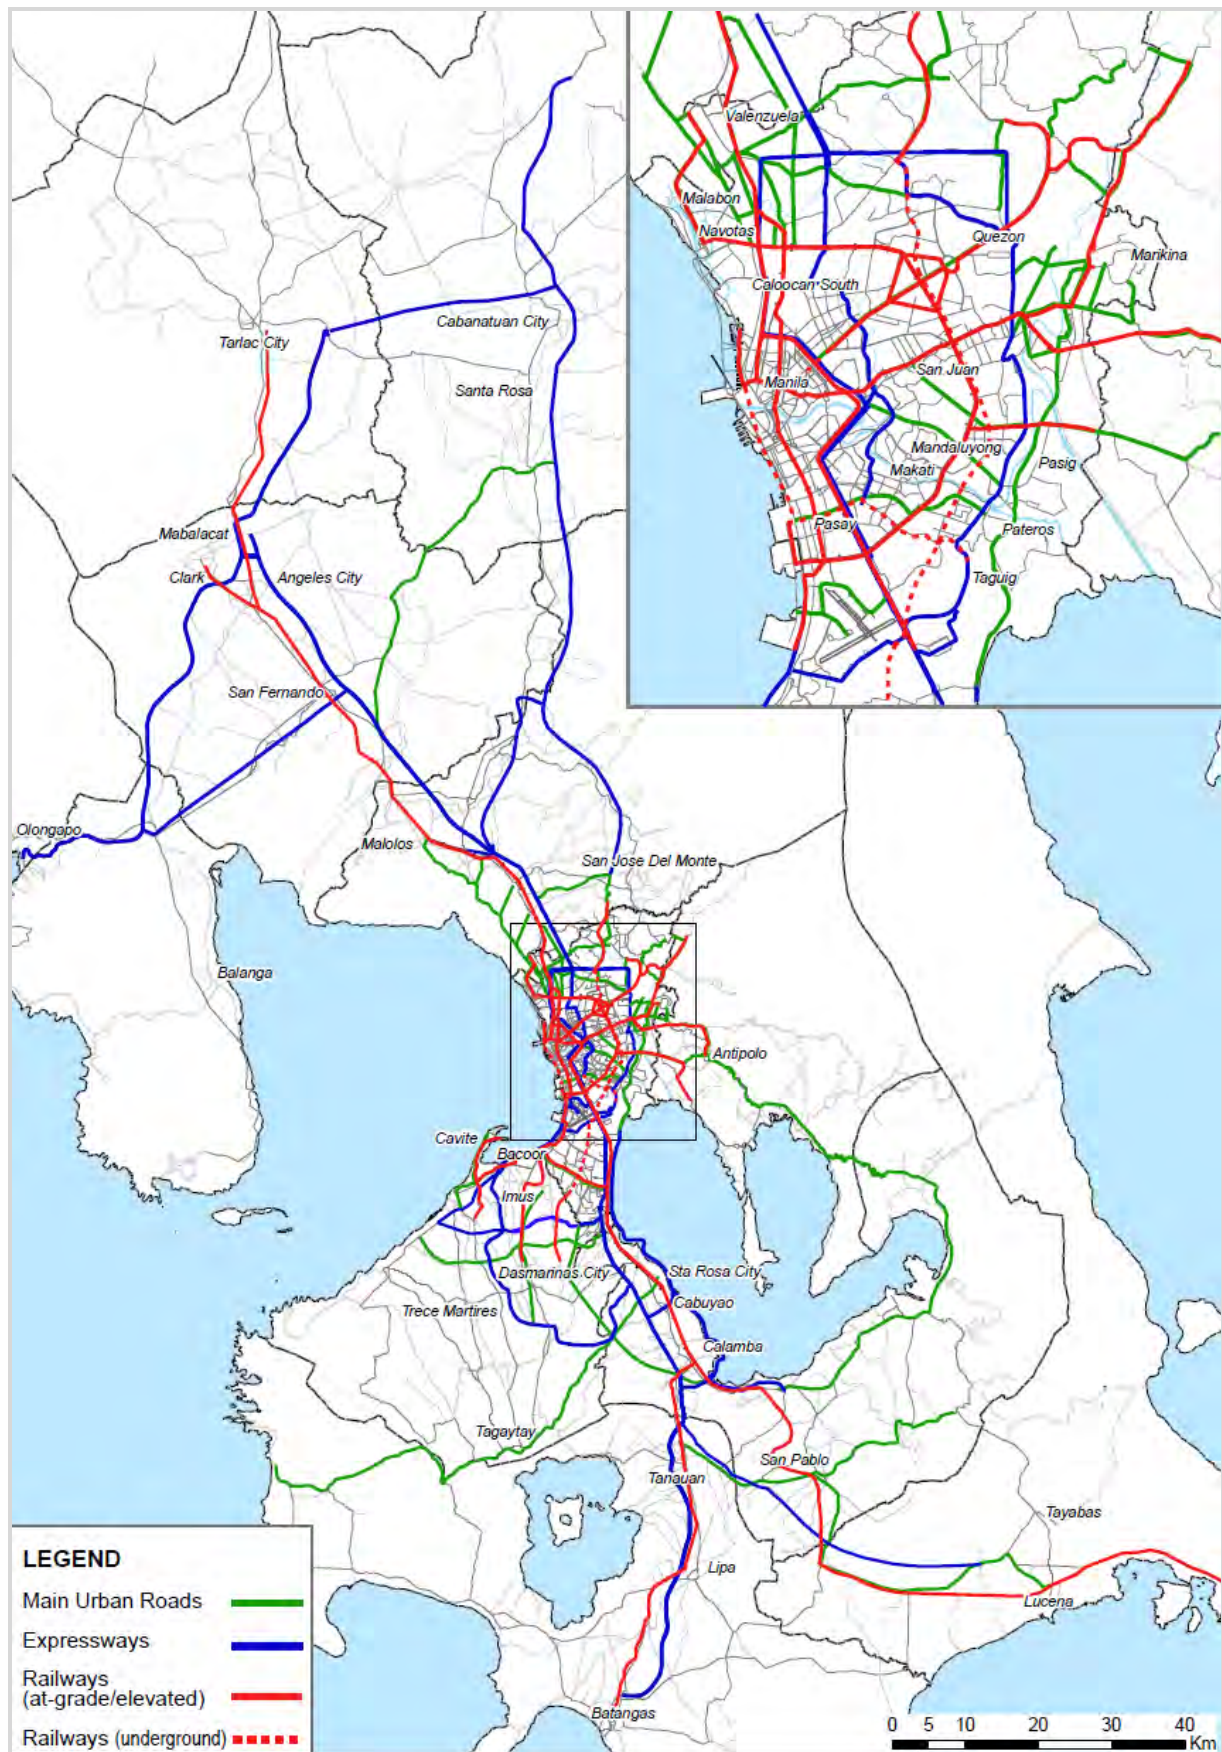 Valenzuela
Malabon
Navotas
Quezon
Marikina
Caloocan South
San Juan
Manila
Mandaluyong
Makati
Pasig
Pasay
Pateros
Taguig
Cabanatuan City
Tarlac City
Santa Rosa
Mabalacat
Clark
Angeles City
San Fernando
Olongapo
Malolos
San Jose Del Monte
Balanga
Antipolo
Cavite
Bacoor
Imus
Dasmarinas City
Sta Rosa City
Trece Martires
Cabuyao
Calamba
Tagaytay
San Pablo
Tanauan
Tayabas
Lipa
Lucena
Batangas
LEGEND
Main Urban Roads
Expressways
Railways
(at-grade/elevated)
Railways (underground)
0 5 10 20 30 40
Km